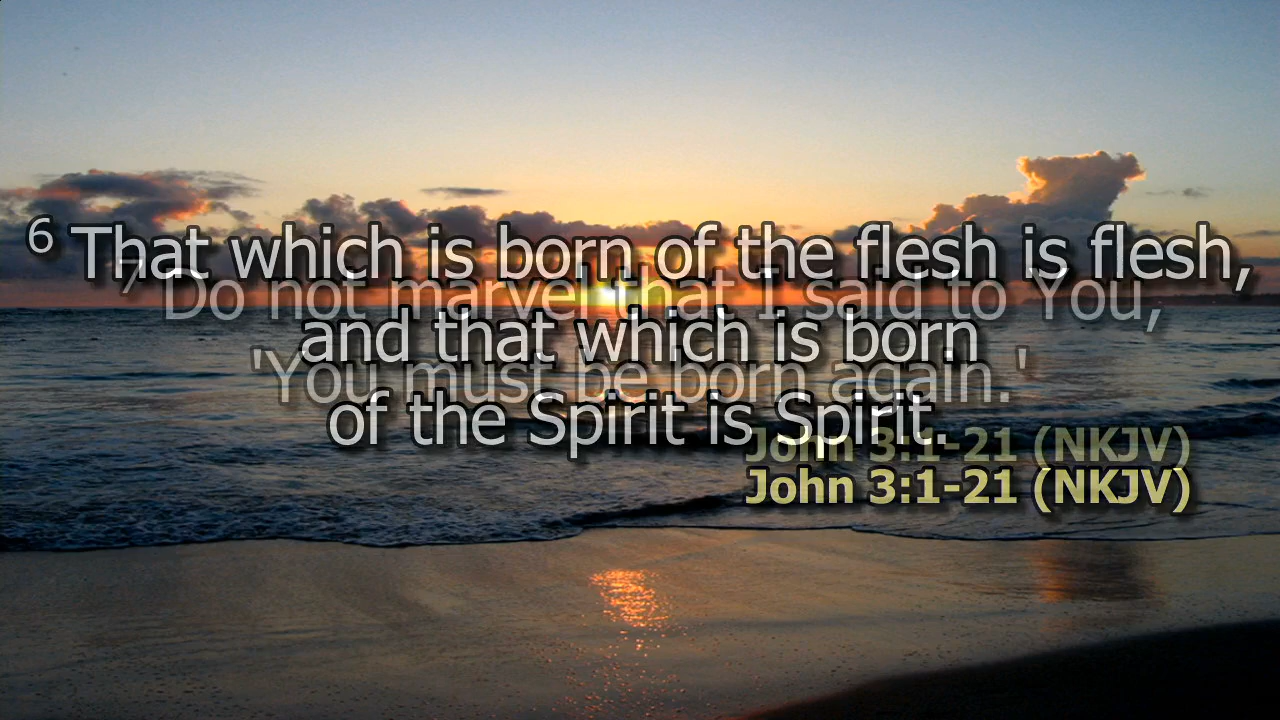 6 That which is born of the flesh is flesh,
and that which is born
of the Spirit is Spirit.
John 3:1-21 (NKJV)
7 Do not marvel that I said to You,
'You must be born again.'
John 3:1-21 (NKJV)